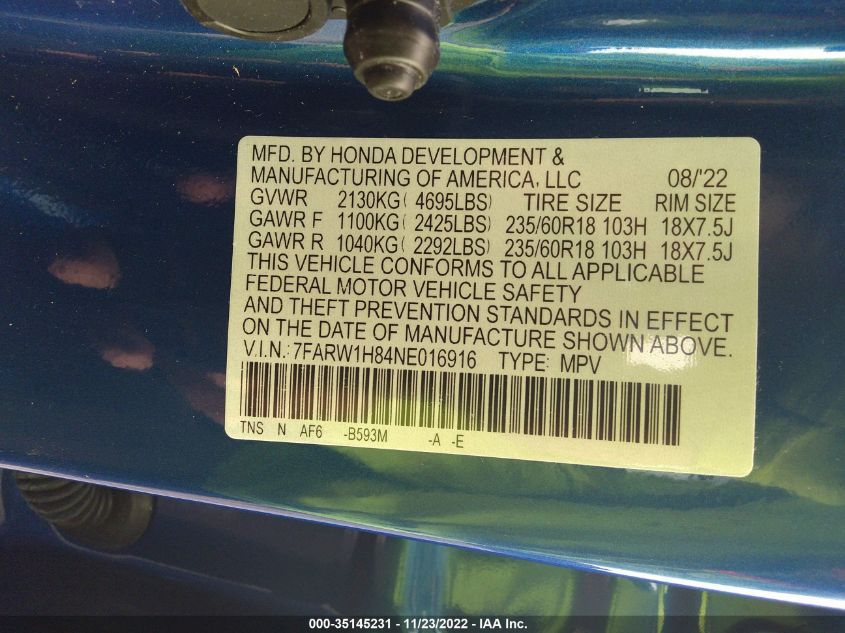 MFD. BY HONDA DEVELOPMENT &
MANUFACTURING OF AMERICA, LLC 08/'22
GVWR 2130KG( 4695LBS) TIRE SIZE RIM SIZE
GAWR F 1100KG( 2425LBS) 235/60R18 103H 18X7.5J
GAWR R 1040KG( 2292LBS) 235/60R18 103H 18X7.5J
THIS VEHICLE CONFORMS TO ALL APPLICABLE
FEDERAL MOTOR VEHICLE SAFETY
AND THEFT PREVENTION STANDARDS IN EFFECT
ON THE DATE OF MANUFACTURE SHOWN ABOVE.
V.I.N.: 7FARW1H84NE016916 TYPE: MPV
TNS N AF6 -B593M -A -E
000-35145231 - 11/23/2022 - IAA Inc.